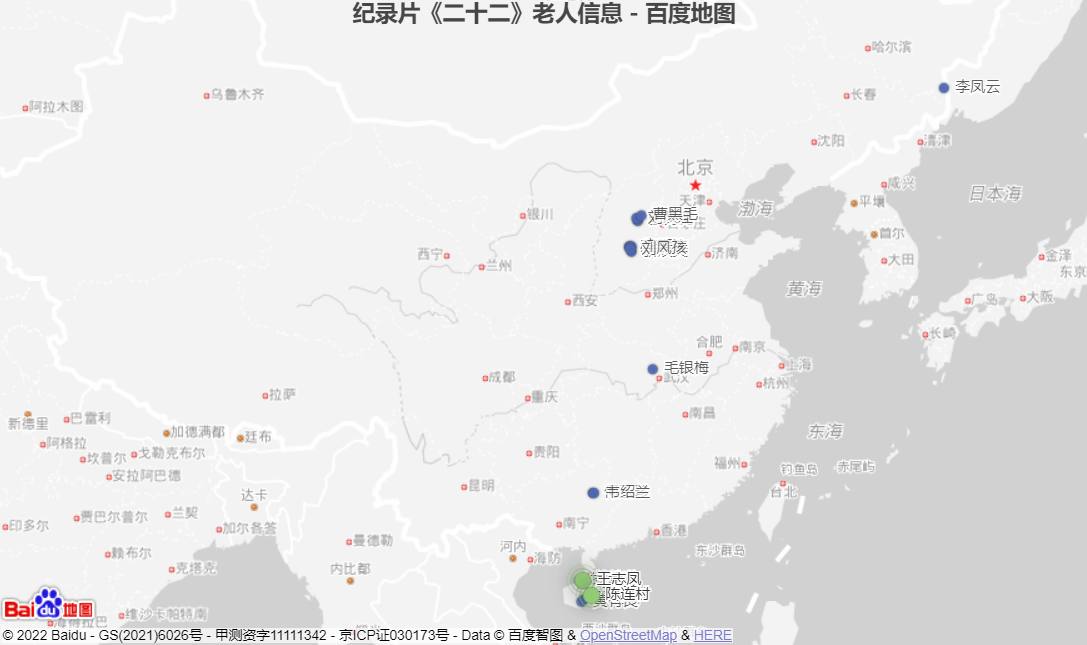 纪录片《二十二》老人信息 - 百度地图
哈尔滨
李凤云
乌鲁木齐
长春
阿拉木图
沈阳
清津
北京
咸兴
日本海
天津
平壤
渤海
银川
曹黑毛
首尔
刘风孩
济南
西宁
兰州
大田
金泽
东京
黄海
西安
郑州
广岛
大阪
长崎
合肥
南京
毛银梅
上海
武汉
成都
杭州
拉萨
重庆
南昌
新德里
巴雷利
加德满都
廷布
东海
阿格拉
坎普尔
戈勒克布尔
贵阳
福州
钓鱼岛
赤尾屿
安拉阿巴德
昆明
韦绍兰
台北
达卡
印多尔
贾巴尔普尔
兰契
加尔各答
南宁
香港
曼德勒
河内
海防
东沙群岛
赖布尔
克塔克
内比都
王志凤
陈连村
Bai du 地图
维沙卡帕特南
海得拉巴
© 2022 Baidu - GS(2021)6026号 - 甲测资字11111342 - 京ICP证030173号 - Data © 百度智图 & OpenStreetMap & HERE